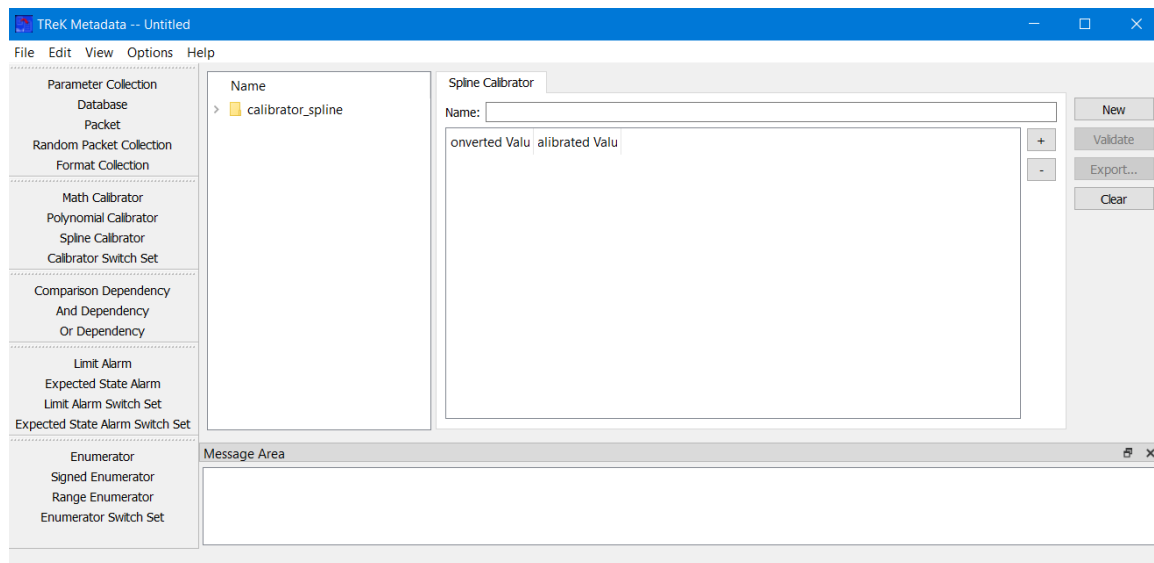 TReK Metadata -- Untitled
File Edit View Options Help
Parameter Collection
Database
Packet
Random Packet Collection
Format Collection
Math Calibrator
Polynomial Calibrator
Spline Calibrator
Calibrator Switch Set
Comparison Dependency
And Dependency
Or Dependency
Limit Alarm
Expected State Alarm
Limit Alarm Switch Set
Expected State Alarm Switch Set
Enumerator
Signed Enumerator
Range Enumerator
Enumerator Switch Set
Name
calibrator_spline
Spline Calibrator
Name:
onverted Valu alibrated Valu
+
-
New
Validate
Export...
Clear
Message Area